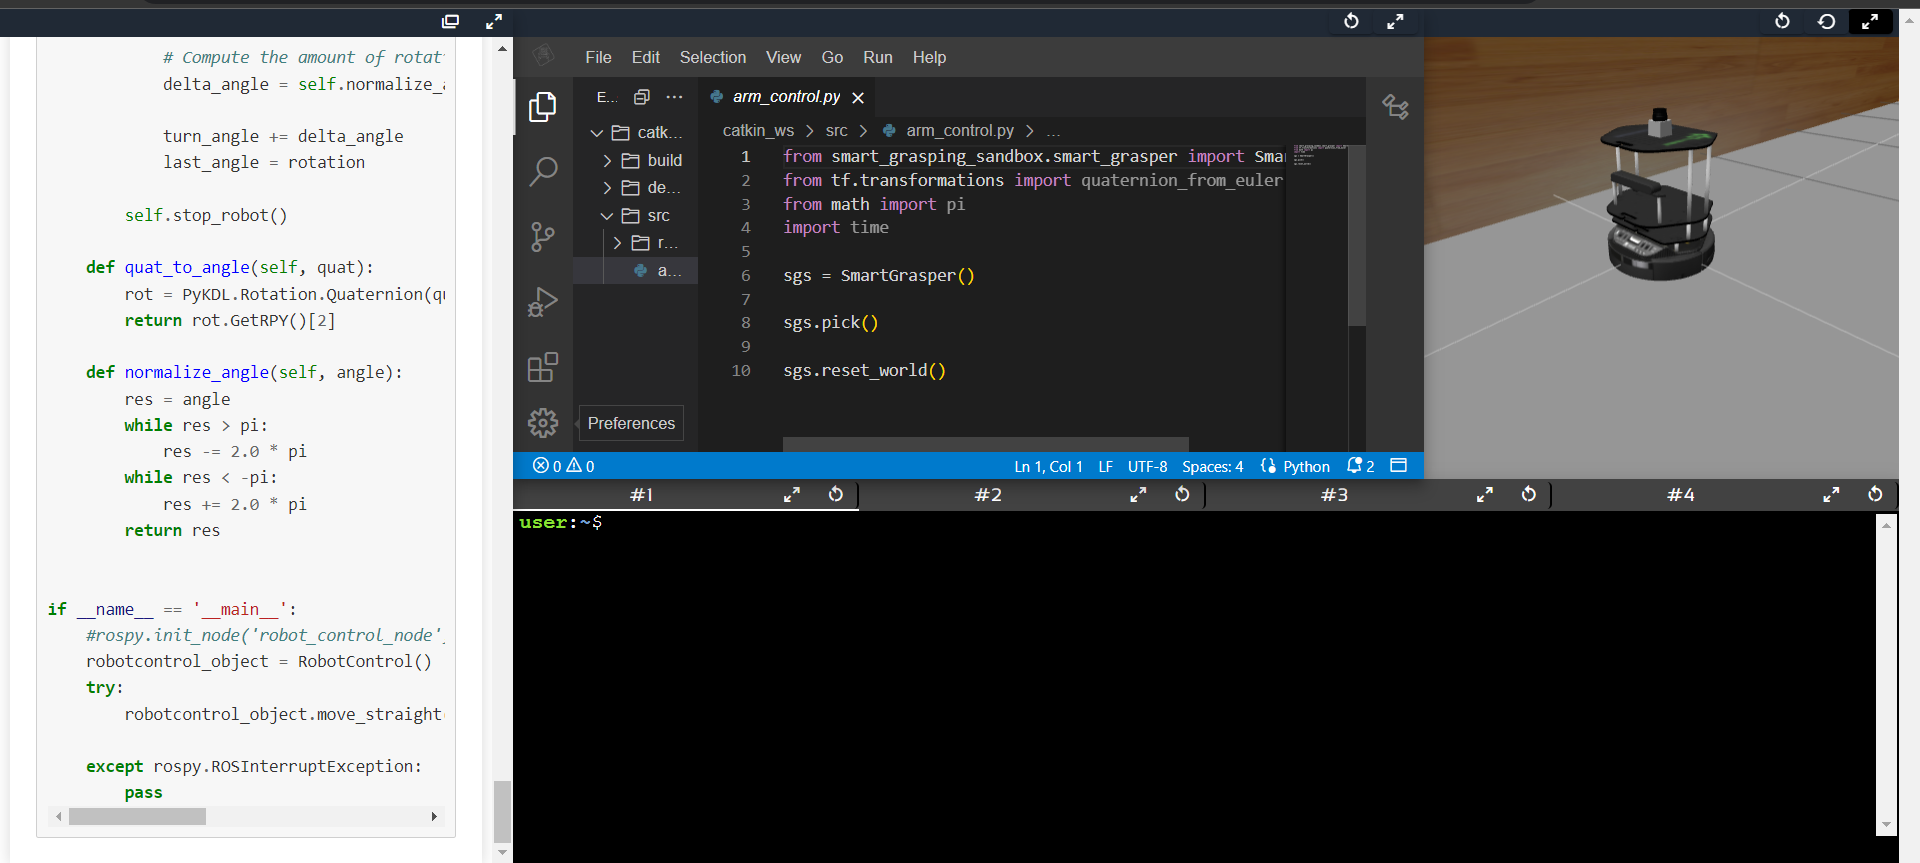 # Compute the amount of rotat
delta_angle = self.normalize_a
turn_angle += delta_angle
last_angle = rotation
self.stop_robot()
def quat_to_angle(self, quat):
rot = PyKDL.Rotation.Quaternion(qu
return rot.GetRPY()[2]
def normalize_angle(self, angle):
res = angle
while res > pi:
res -= 2.0 * pi
while res < -pi:
res += 2.0 * pi
return res
if __name__ == '__main__':
#rospy.init_node('robot_control_node'
robotcontrol_object = RobotControl()
try:
robotcontrol_object.move_straight
except rospy.ROSInterruptException:
pass
File Edit Selection View Go Run Help
E...
catk...
build
de...
src
r...
a...
Preferences
arm_control.py
catkin_ws > src > arm_control.py > ...
1 from smart_grasping_sandbox.smart_grasper import Smar
2 from tf.transformations import quaternion_from_euler
3 from math import pi
4 import time
5
6 sgs = SmartGrasper()
7
8 sgs.pick()
9
10 sgs.reset_world()
0 0 Ln 1, Col 1 LF UTF-8 Spaces: 4 Python 2
#1 #2 #3 #4
user:~$